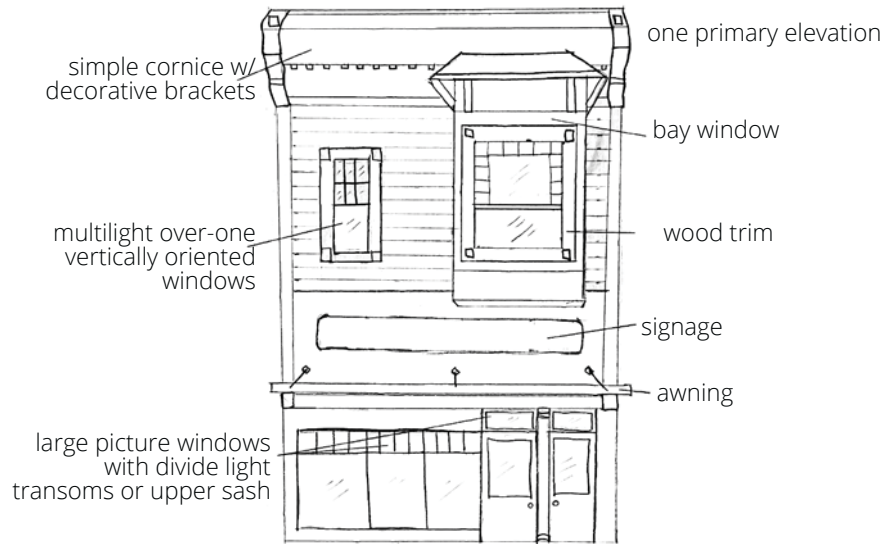 one primary elevation
simple cornice w/
decorative brackets
bay window
multilight over-one
vertically oriented
windows
wood trim
signage
awning
large picture windows
with divide light
transoms or upper sash